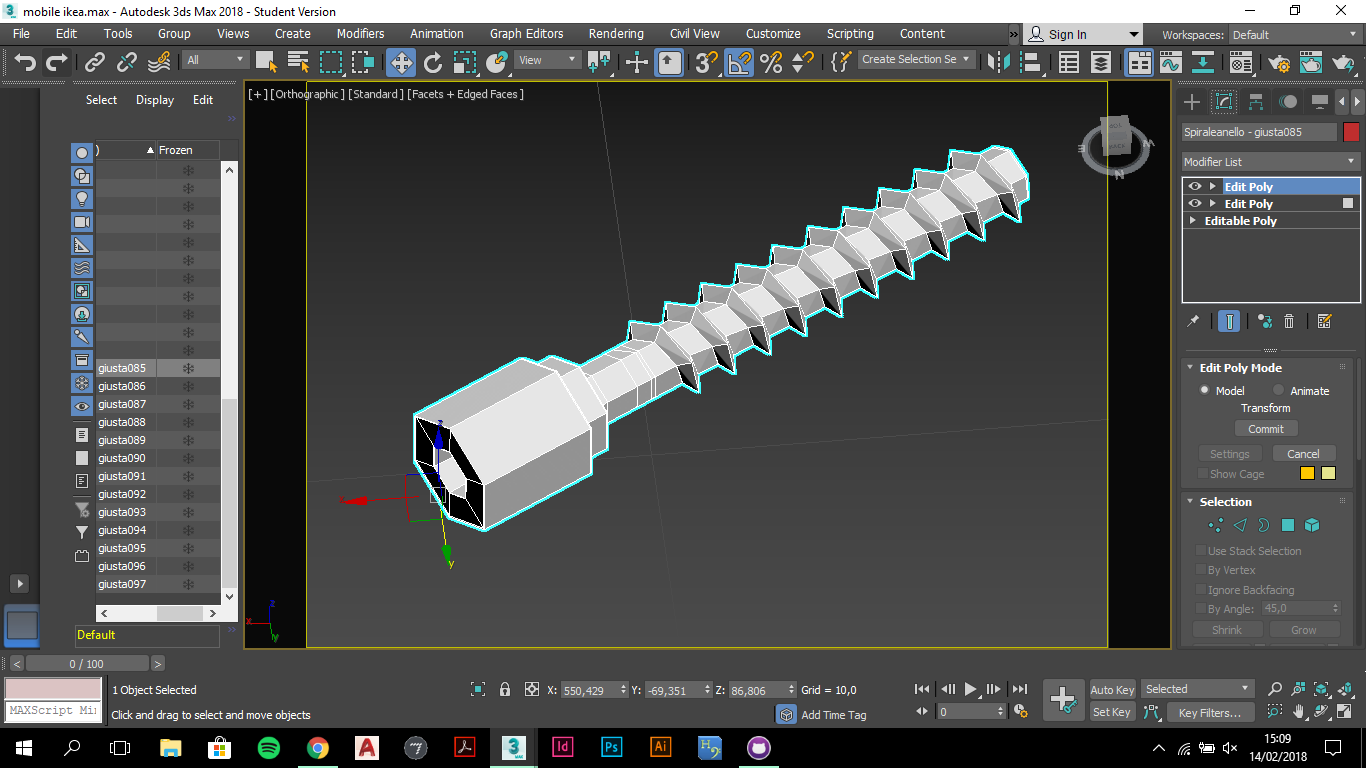 mobile ikea.max - Autodesk 3ds Max 2018 - Student Version
File Edit Tools Group Views Create Modifiers Animation Graph Editors Rendering Civil View Customize Scripting Content » Sign In Workspaces: Default
All View Create Selection Se
Select Display Edit
) Frozen
giusta085
giusta086
giusta087
giusta088
giusta089
giusta090
giusta091
giusta092
giusta093
giusta094
giusta095
giusta096
giusta097
Default
[+] [Orthographic ] [Standard ] [Facets + Edged Faces ]
E N W
z
x
y
z
x
y
Spiraleanello - giusta085
Modifier List
Edit Poly
Edit Poly
Editable Poly
Edit Poly Mode
Model Animate
Transform
Commit
Settings Cancel
Show Cage
Selection
Use Stack Selection
By Vertex
Ignore Backfacing
By Angle: 45,0
Shrink Grow
< 0 / 100 >
MAXScript Min
1 Object Selected
Click and drag to select and move objects
X: 550,429 Y: -69,351 Z: 86,806 Grid = 10,0
Add Time Tag
0
Auto Key Selected
Set Key Key Filters...
15:09
14/02/2018